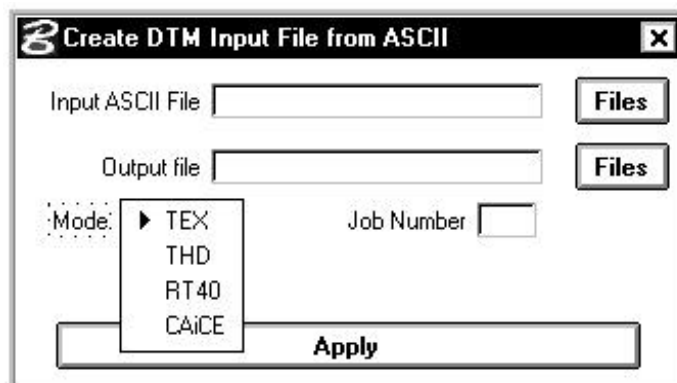 Create DTM Input File from ASCII
Input ASCII File Files
Output file Files
Mode: TEX Job Number
THD
RT40
CAiCE
Apply